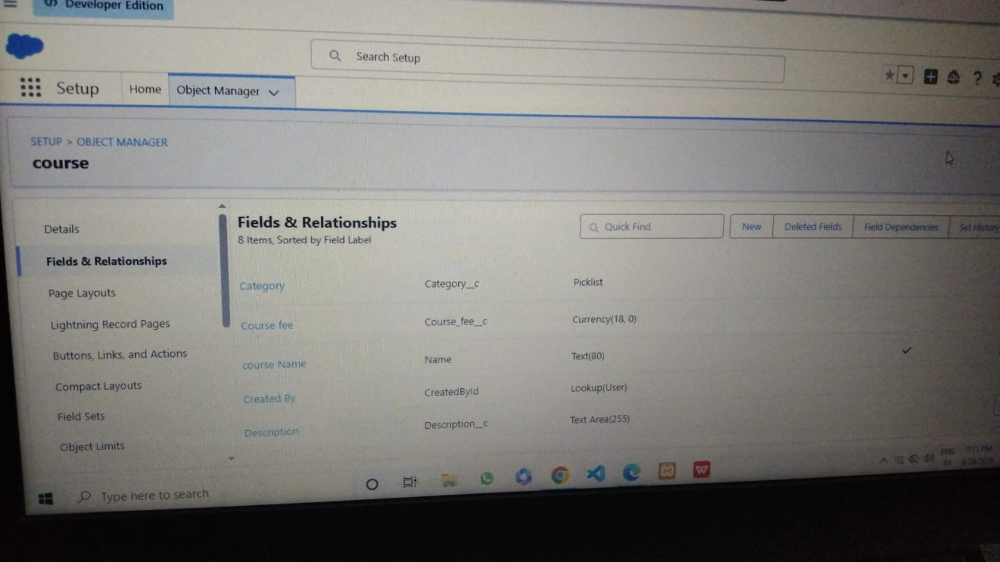 Developer Edition
Search Setup
Setup
Home
Object Manager
SETUP > OBJECT MANAGER
course
Details
Fields & Relationships
Page Layouts
Lightning Record Pages
Buttons, Links, and Actions
Compact Layouts
Field Sets
Object Limits
Fields & Relationships
8 Items, Sorted by Field Label
Quick Find
New
Deleted Fields
Field Dependencies
Set History
Category Category__c Picklist
Course fee Course_fee__c Currency(18, 0)
course Name Name Text(80)
Created By CreatedById Lookup(User)
Description Description__c Text Area(255)
Type here to search
ENG
IN
7:11 PM